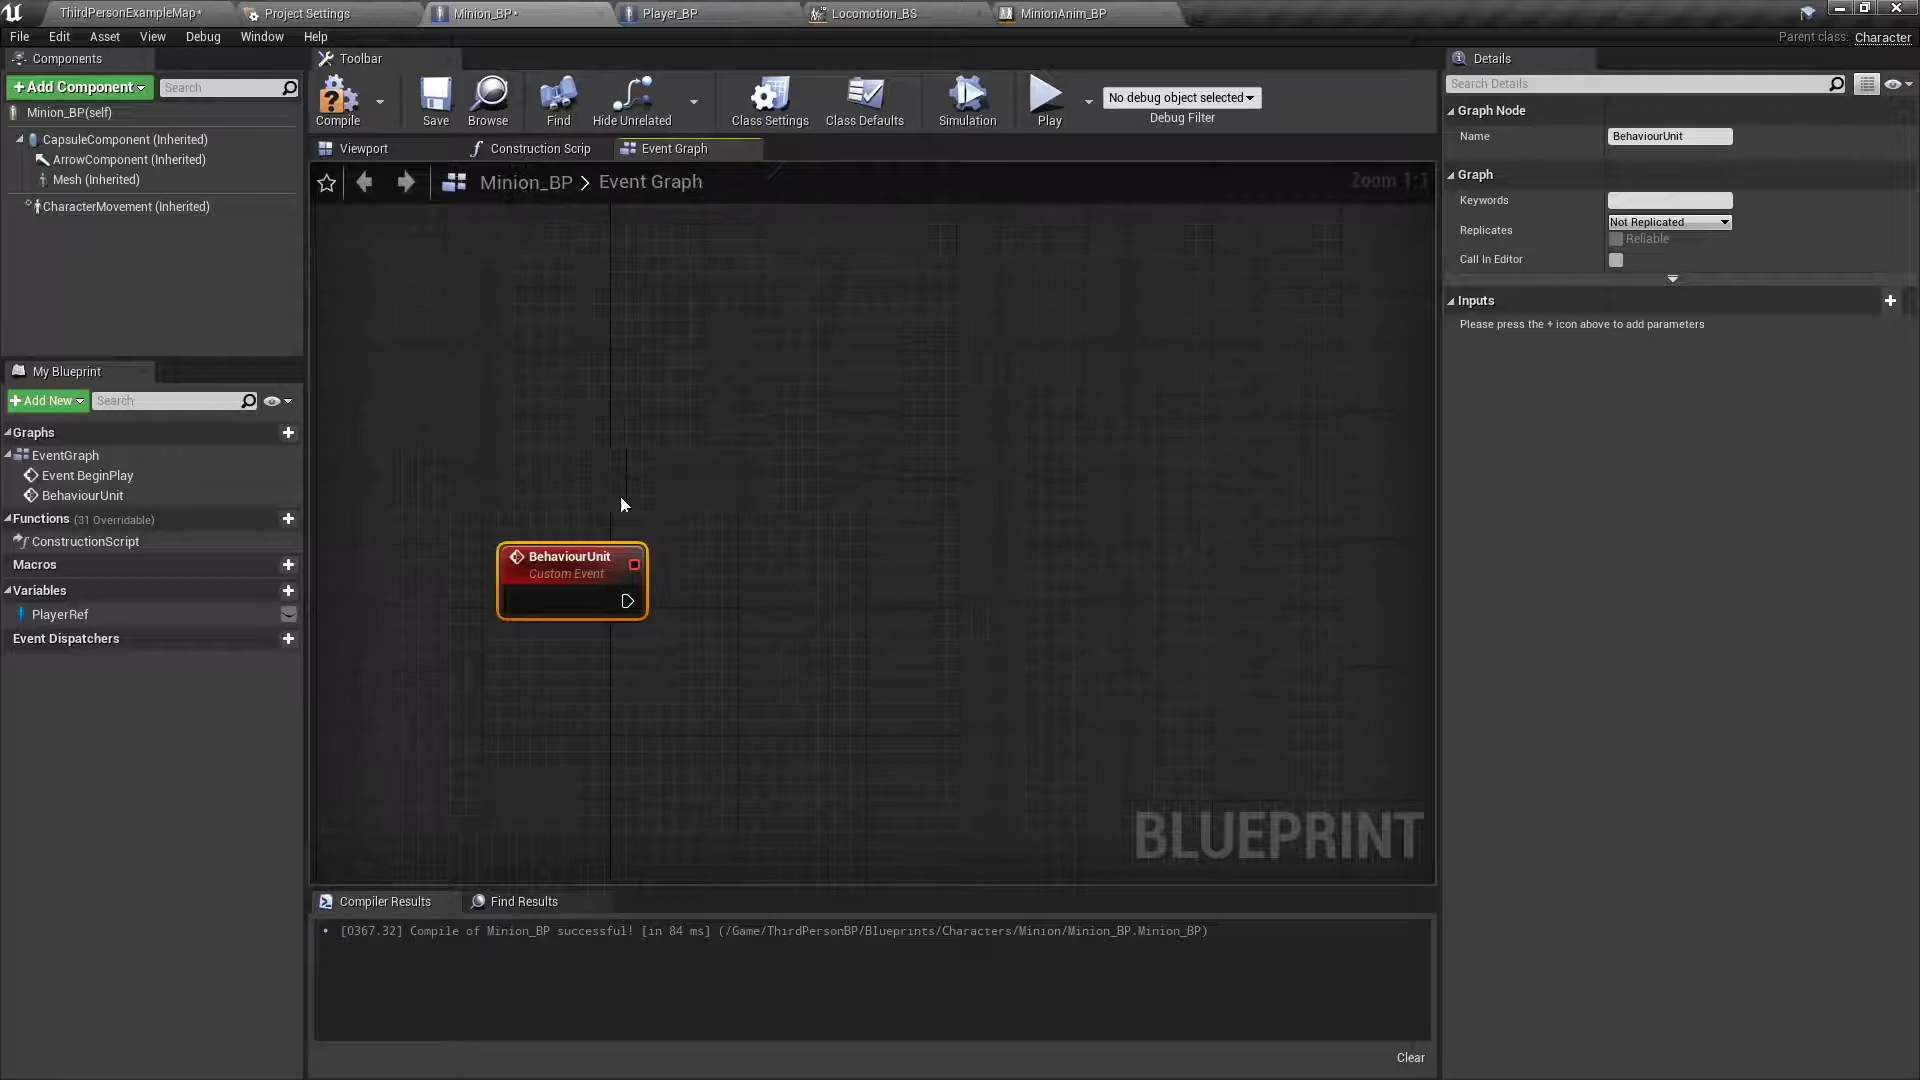 ThirdPersonExampleMap*
Project Settings
Minion_BP*
Player_BP
Locomotion_BS
MinionAnim_BP
File Edit Asset View Debug Window Help
Parent class: Character
Components
Toolbar
Details
+Add Component
Search
Search Details
Minion_BP(self)
CapsuleComponent (Inherited)
ArrowComponent (Inherited)
Mesh (Inherited)
CharacterMovement (Inherited)
Compile
Save
Browse
Find
Hide Unrelated
Class Settings
Class Defaults
Simulation
Play
No debug object selected
Debug Filter
Graph Node
Name
BehaviourUnit
Viewport
Construction Scrip
Event Graph
Minion_BP > Event Graph
Zoom 1:1
Graph
Keywords
Replicates
Not Replicated
Reliable
Call In Editor
Inputs
Please press the + icon above to add parameters
My Blueprint
+Add New
Search
Graphs
EventGraph
Event BeginPlay
BehaviourUnit
Functions (31 Overridable)
ConstructionScript
Macros
Variables
PlayerRef
Event Dispatchers
BehaviourUnit
Custom Event
BLUEPRINT
Compiler Results
Find Results
• [0367.32] Compile of Minion_BP successful! [in 84 ms] (/Game/ThirdPersonBP/Blueprints/Characters/Minion/Minion_BP.Minion_BP)
Clear